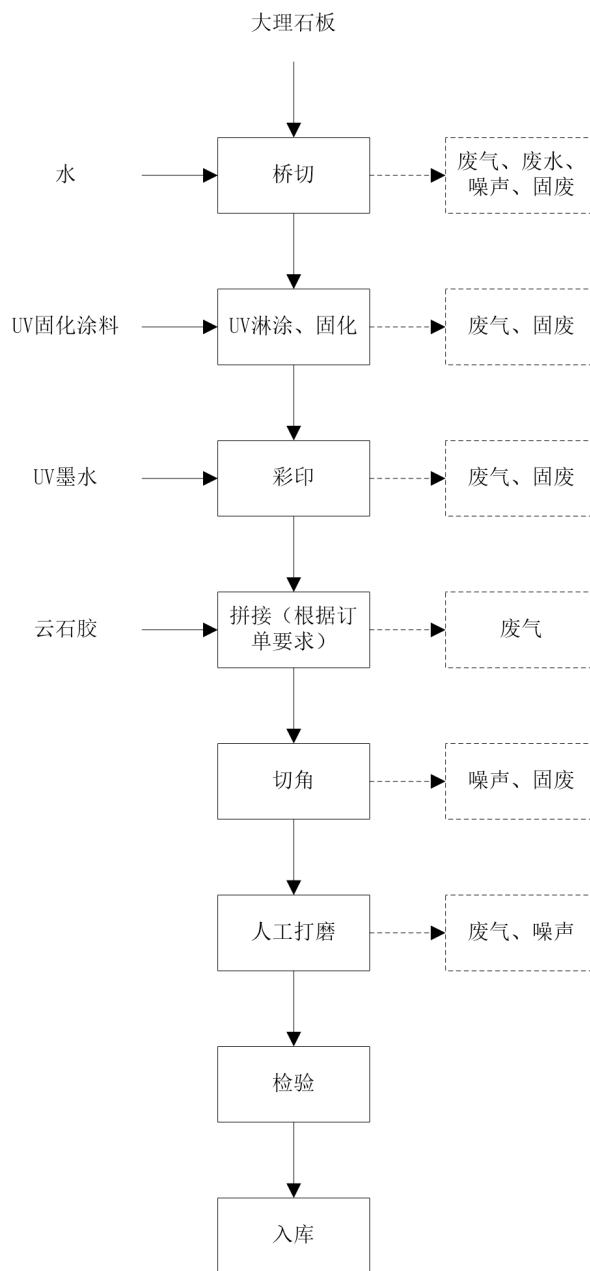 大理石板
水
桥切
废气、废水、
噪声、固废
UV固化涂料
UV淋涂、固化
废气、固废
UV墨水
彩印
废气、固废
云石胶
拼接（根据订
单要求）
废气
切角
噪声、固废
人工打磨
废气、噪声
检验
入库